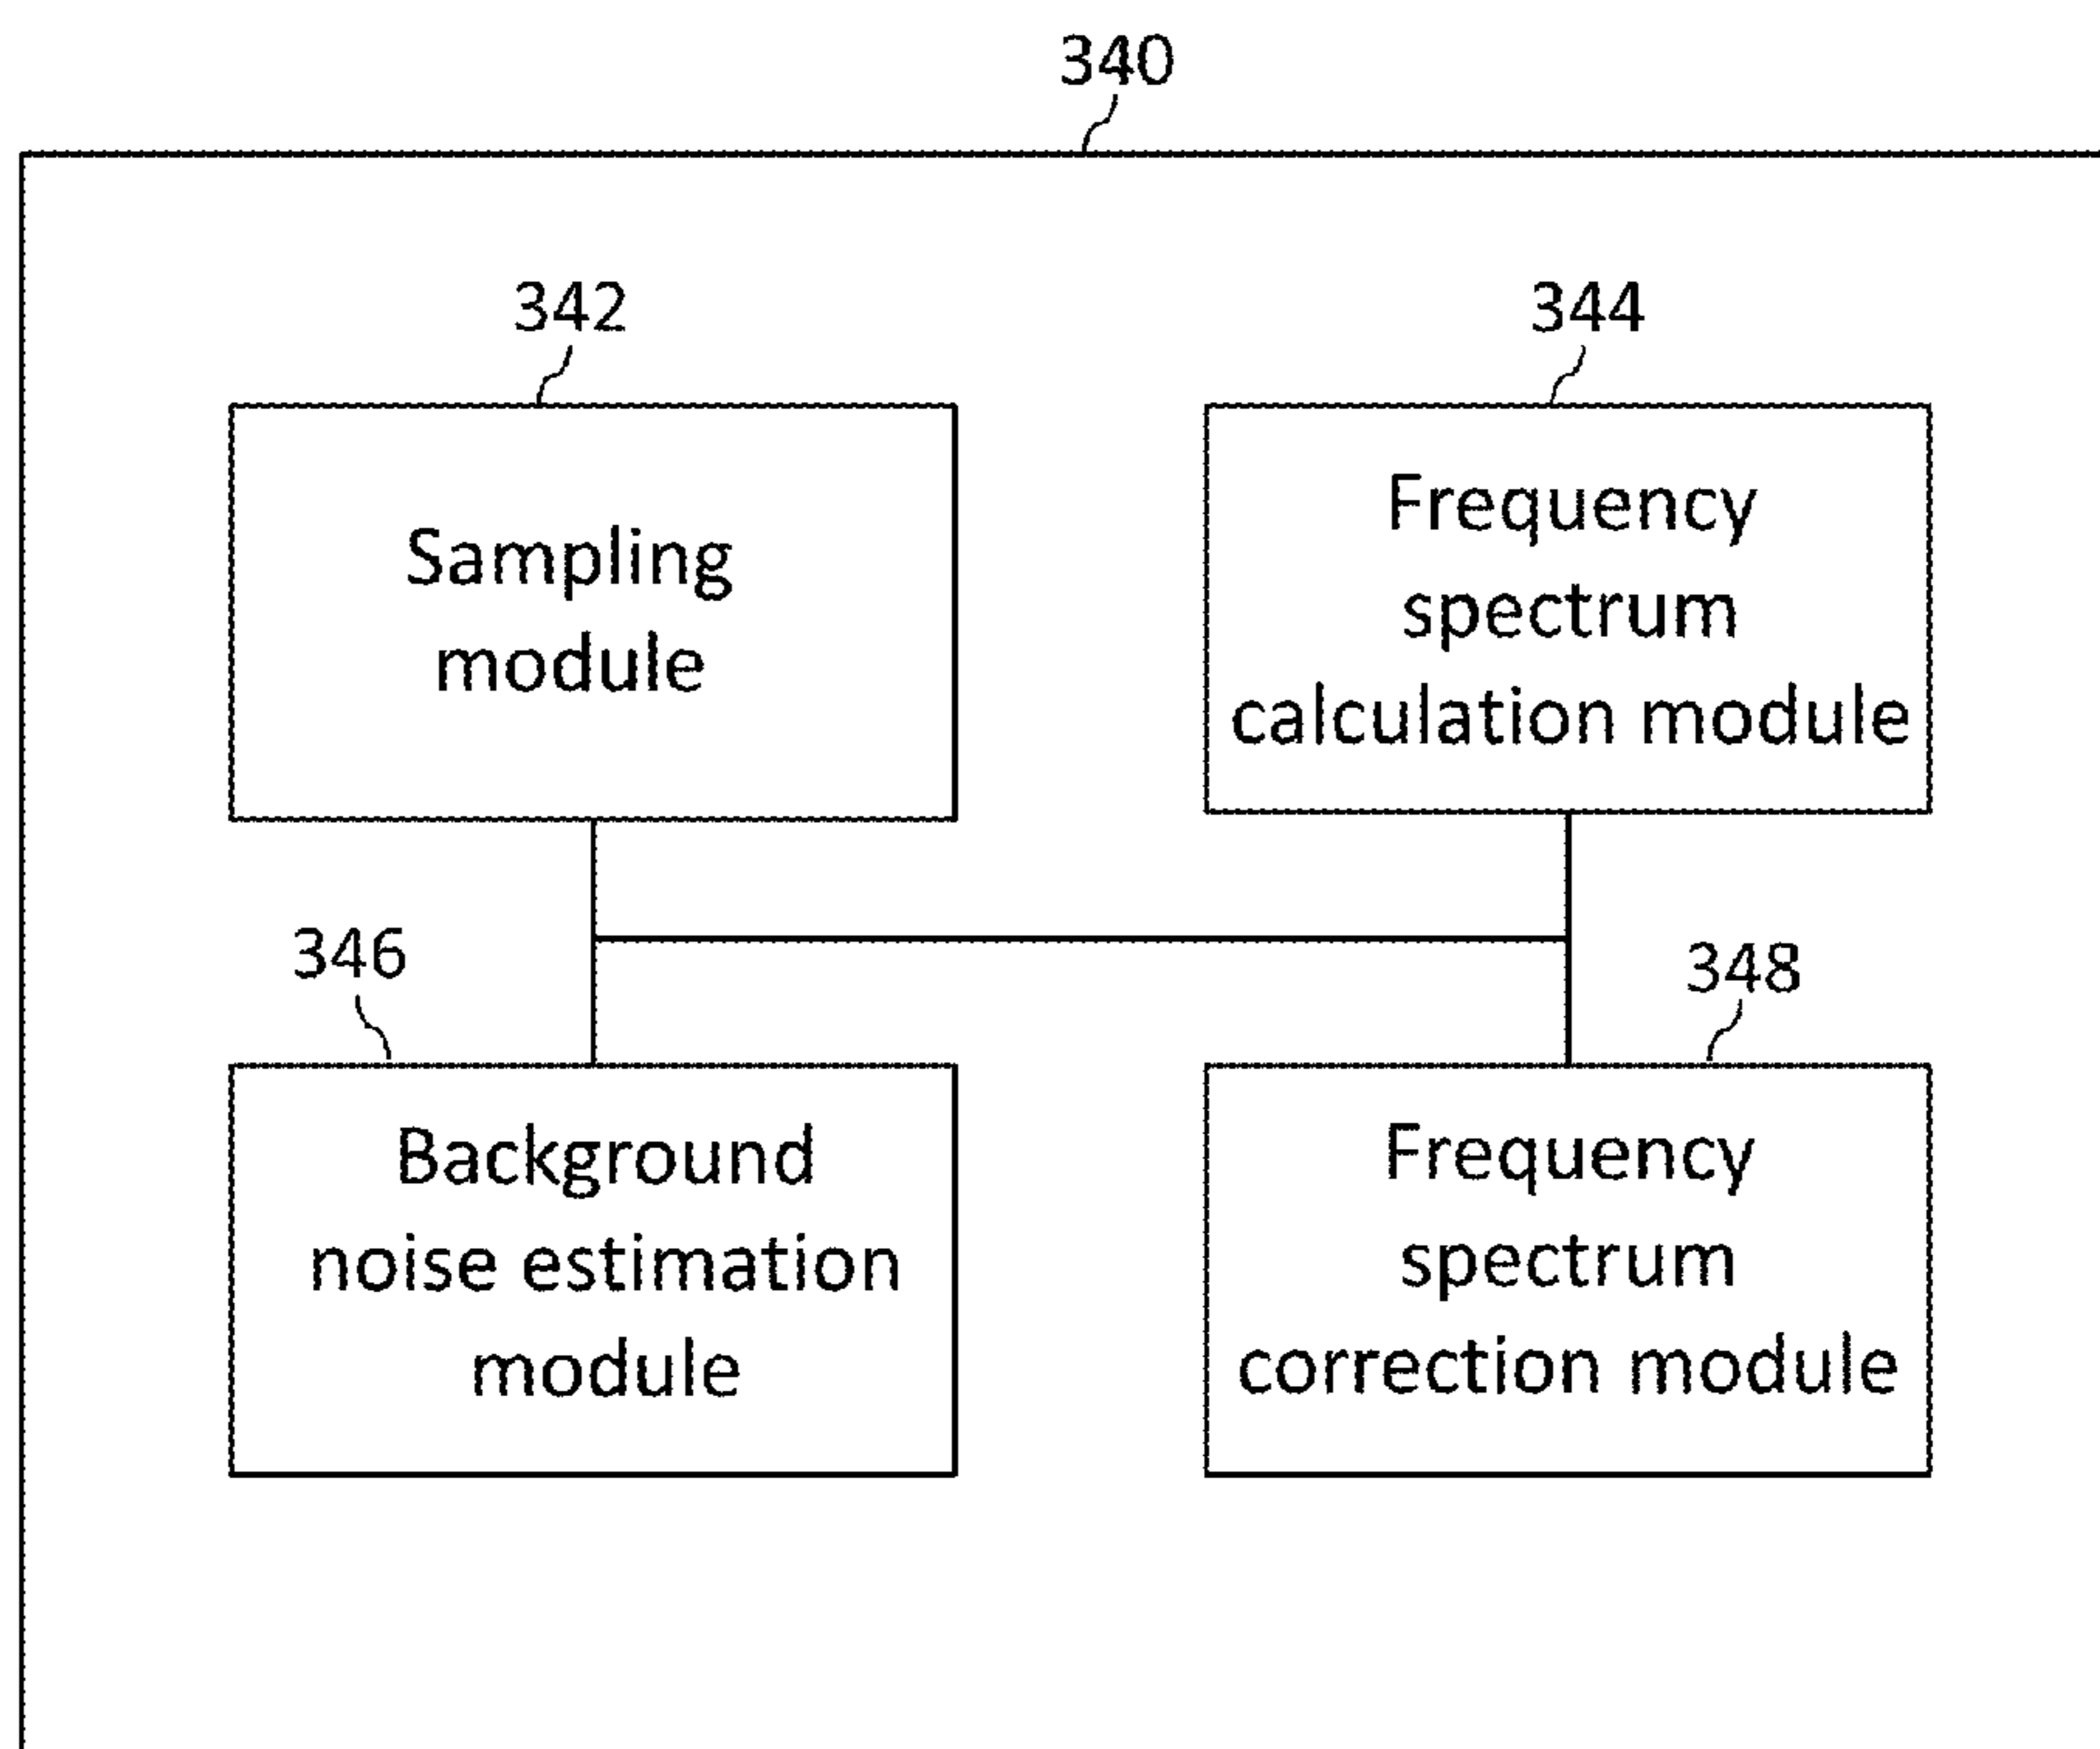 340
342
344
Sampling
module
Frequency
spectrum
calculation module
346
348
Background
noise estimation
module
Frequency
spectrum
correction module